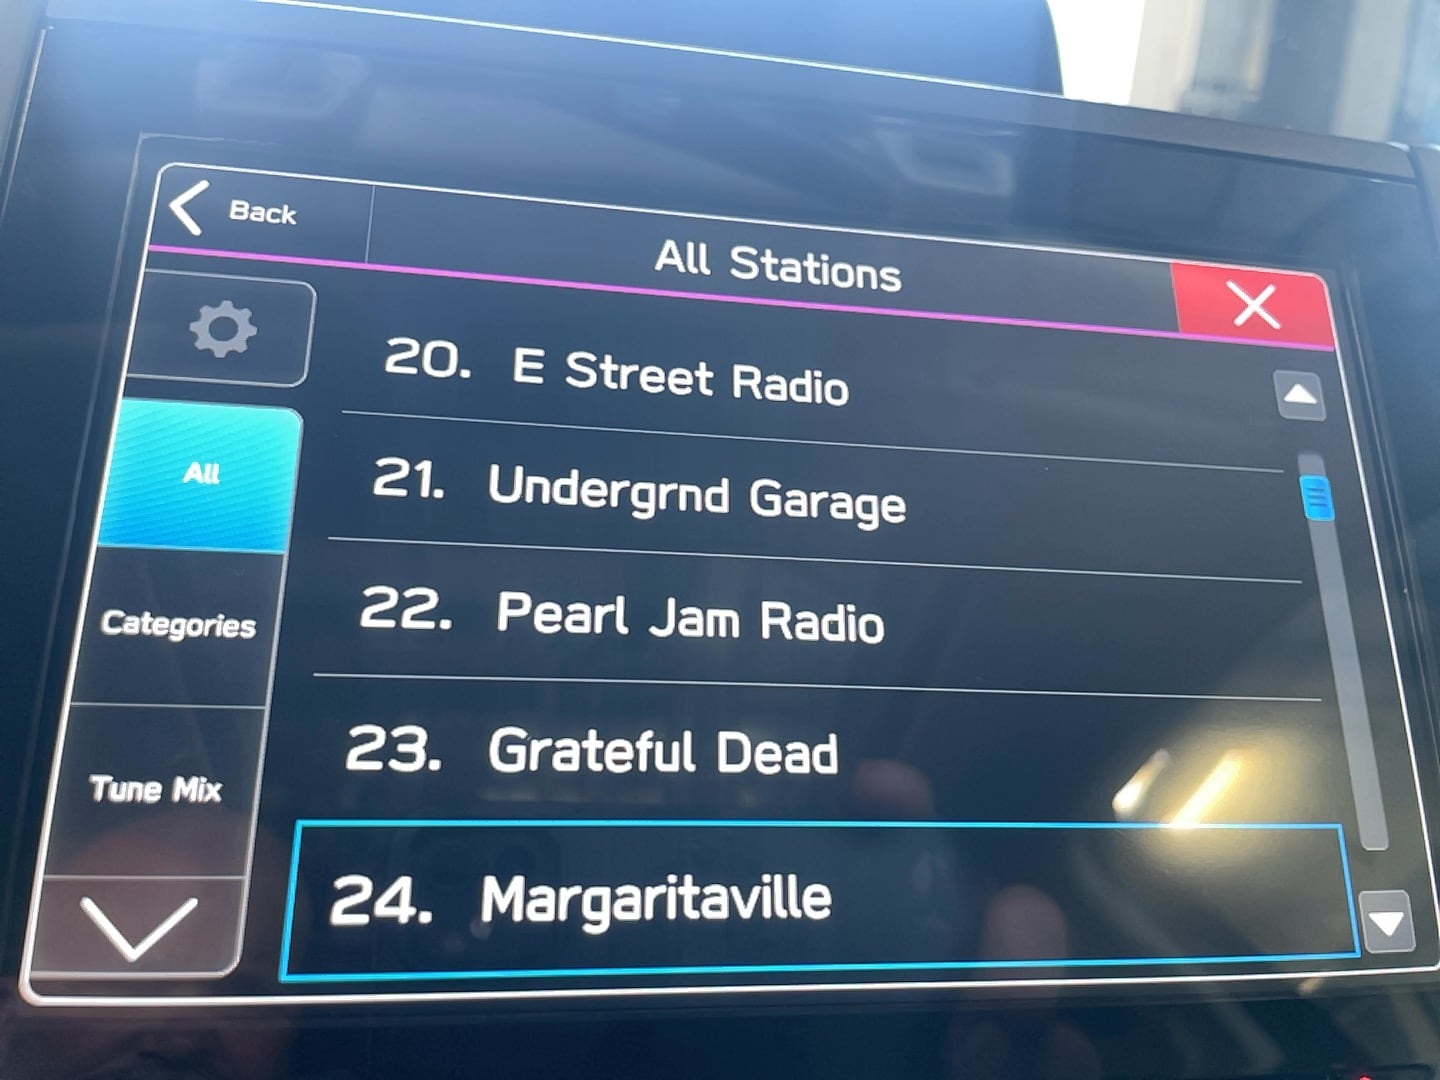 Back
All Stations
20. E Street Radio
21. Undergrnd Garage
22. Pearl Jam Radio
23. Grateful Dead
24. Margaritaville
All
Categories
Tune Mix